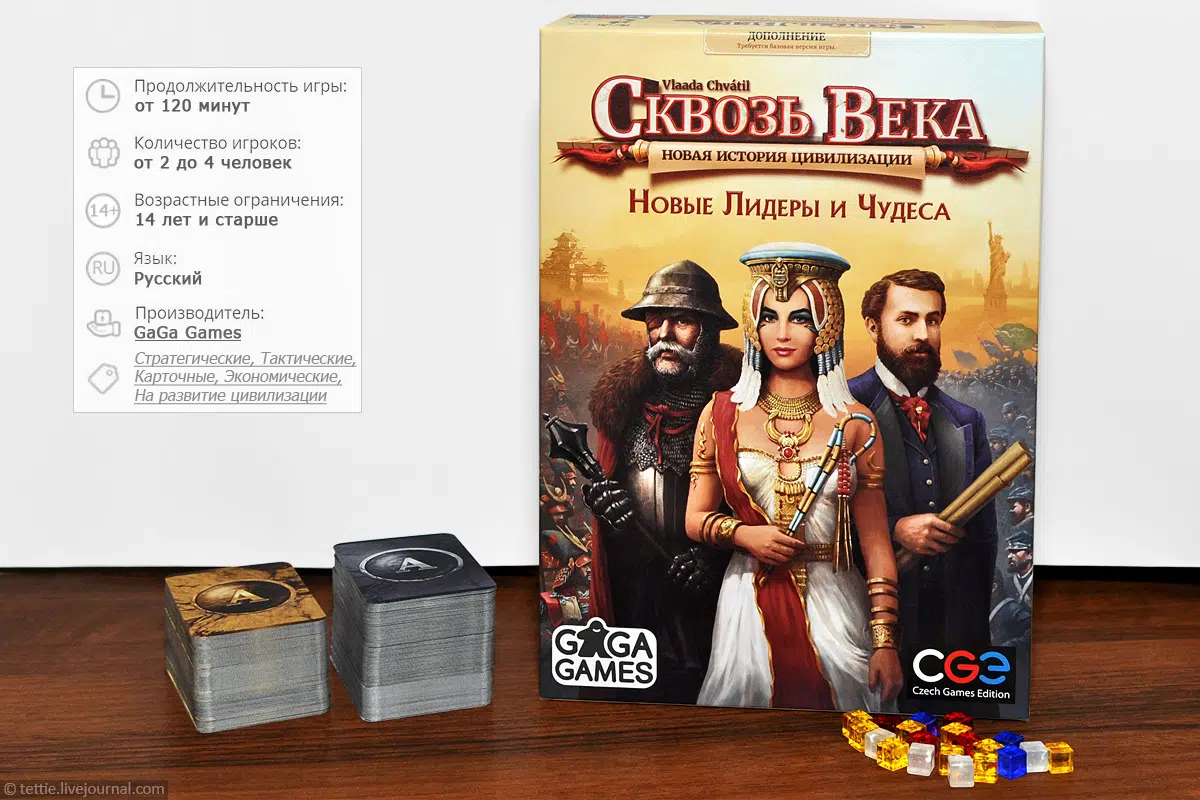 Продолжительность игры:
от 120 минут
Количество игроков:
от 2 до 4 человек
14+
Возрастные ограничения:
14 лет и старше
RU
Язык:
Русский
Производитель:
GaGa Games
Стратегические, Тактические,
Карточные, Экономические,
На развитие цивилизации
ДОПОЛНЕНИЕ
Требуется базовая версия игры.
Vlaada Chvátil
СКВОЗЬ ВЕКА
НОВАЯ ИСТОРИЯ ЦИВИЛИЗАЦИИ
НОВЫЕ ЛИДЕРЫ И ЧУДЕСА
A
A
GAGA
GAMES
CGE
Czech Games Edition
© tettie.livejournal.com